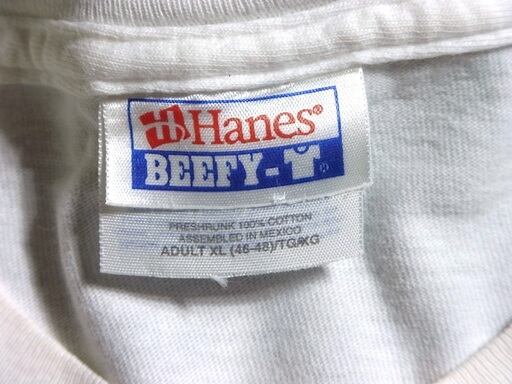 Hanes®
BEEFY-T®
PRESHRUNK 100% COTTON
ASSEMBLED IN MEXICO
ADULT XL (46-48)/TG/XG